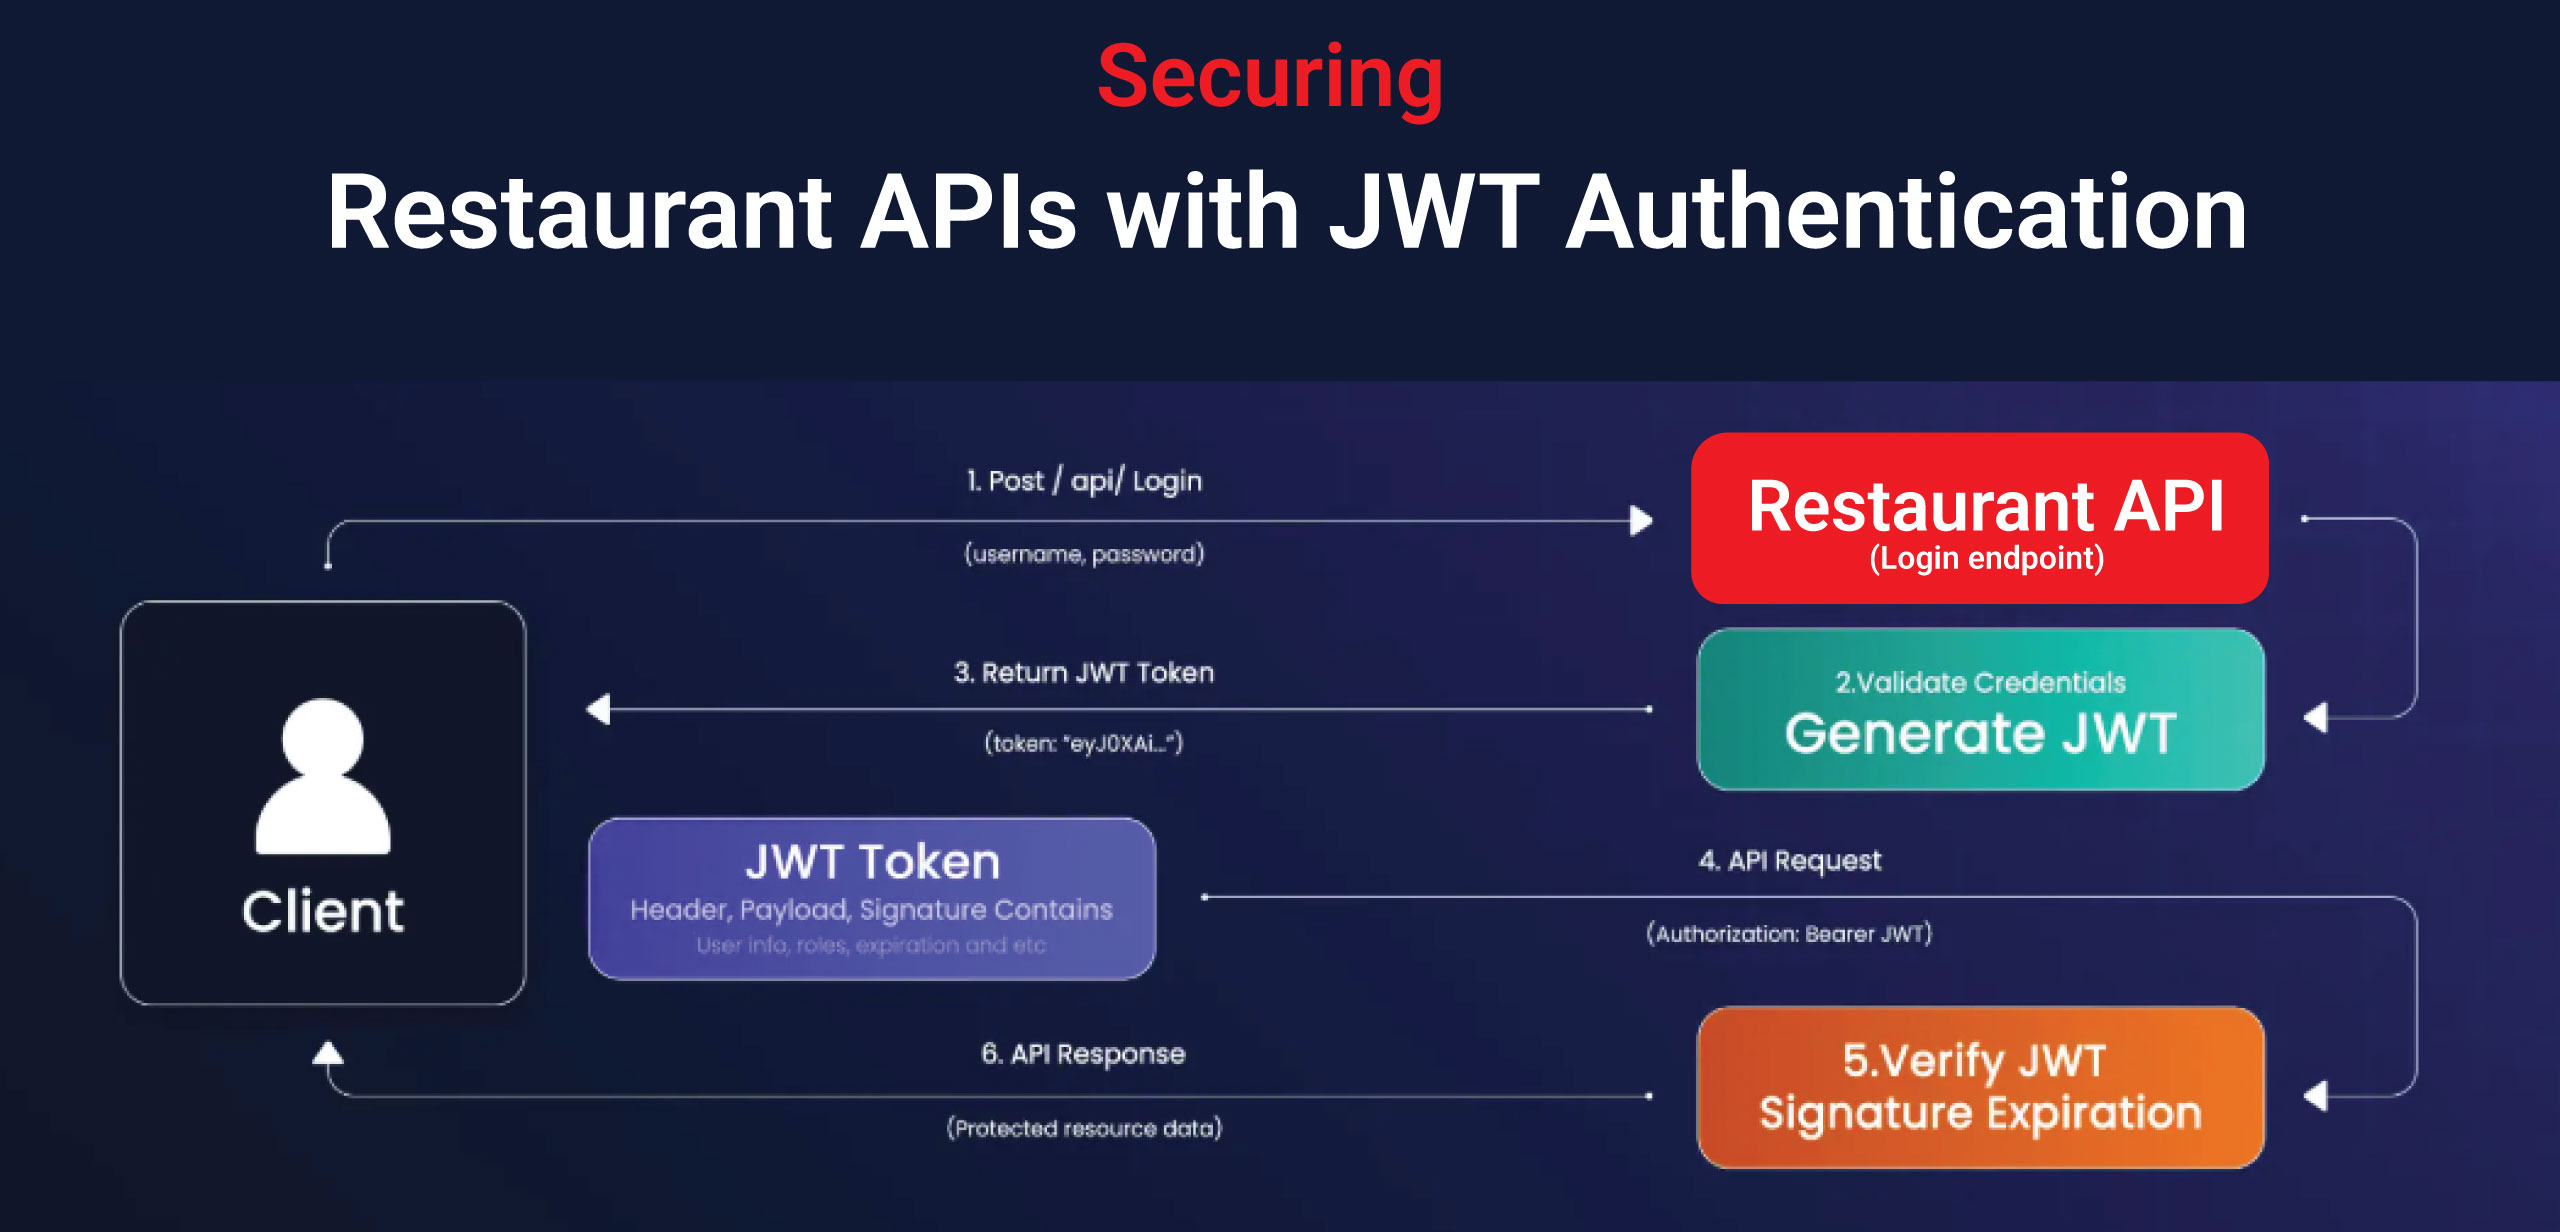 Securing
Restaurant APIs with JWT Authentication
1. Post / api/ Login
(username, password)
Restaurant API
(Login endpoint)
3. Return JWT Token
(token: "eyJ0XAi...")
2.Validate Credentials
Generate JWT
Client
JWT Token
Header, Payload, Signature Contains
User info, roles, expiration and etc
4. API Request
(Authorization: Bearer JWT)
6. API Response
(Protected resource data)
5.Verify JWT
Signature Expiration